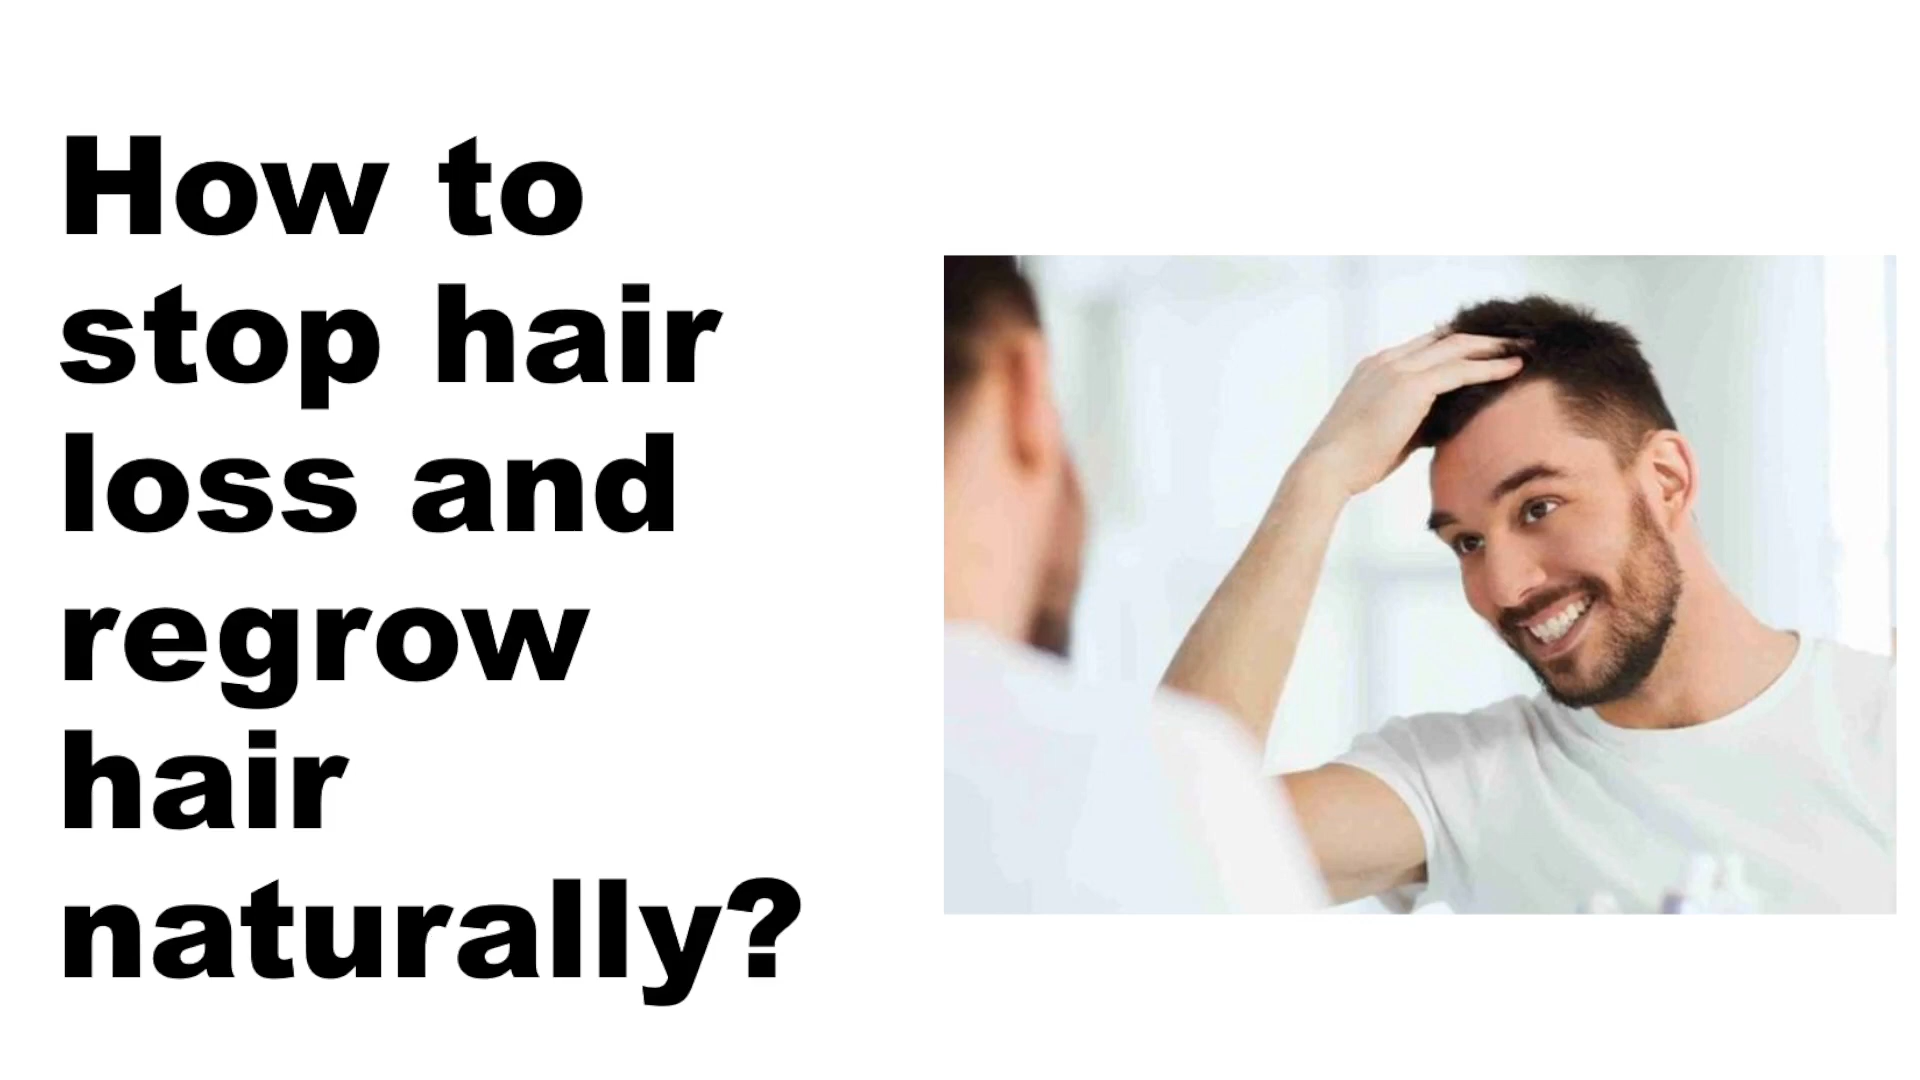 How to
stop hair
loss and
regrow
hair
naturally?